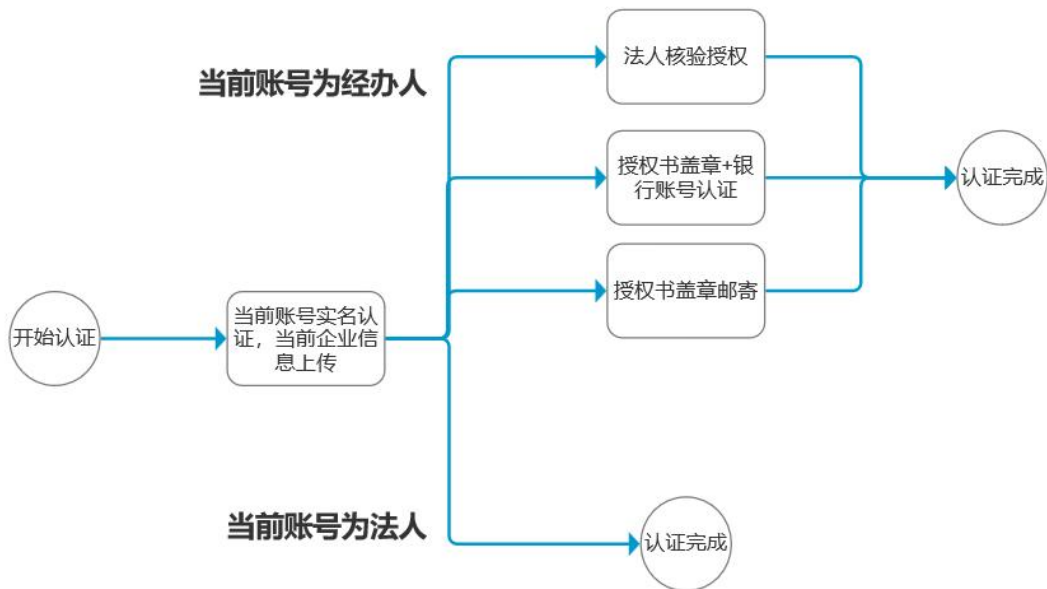 法人核验授权
当前账号为经办人
授权书盖章+银
行账号认证
认证完成
授权书盖章邮寄
开始认证
当前账号实名认
证，当前企业信
息上传
当前账号为法人
认证完成